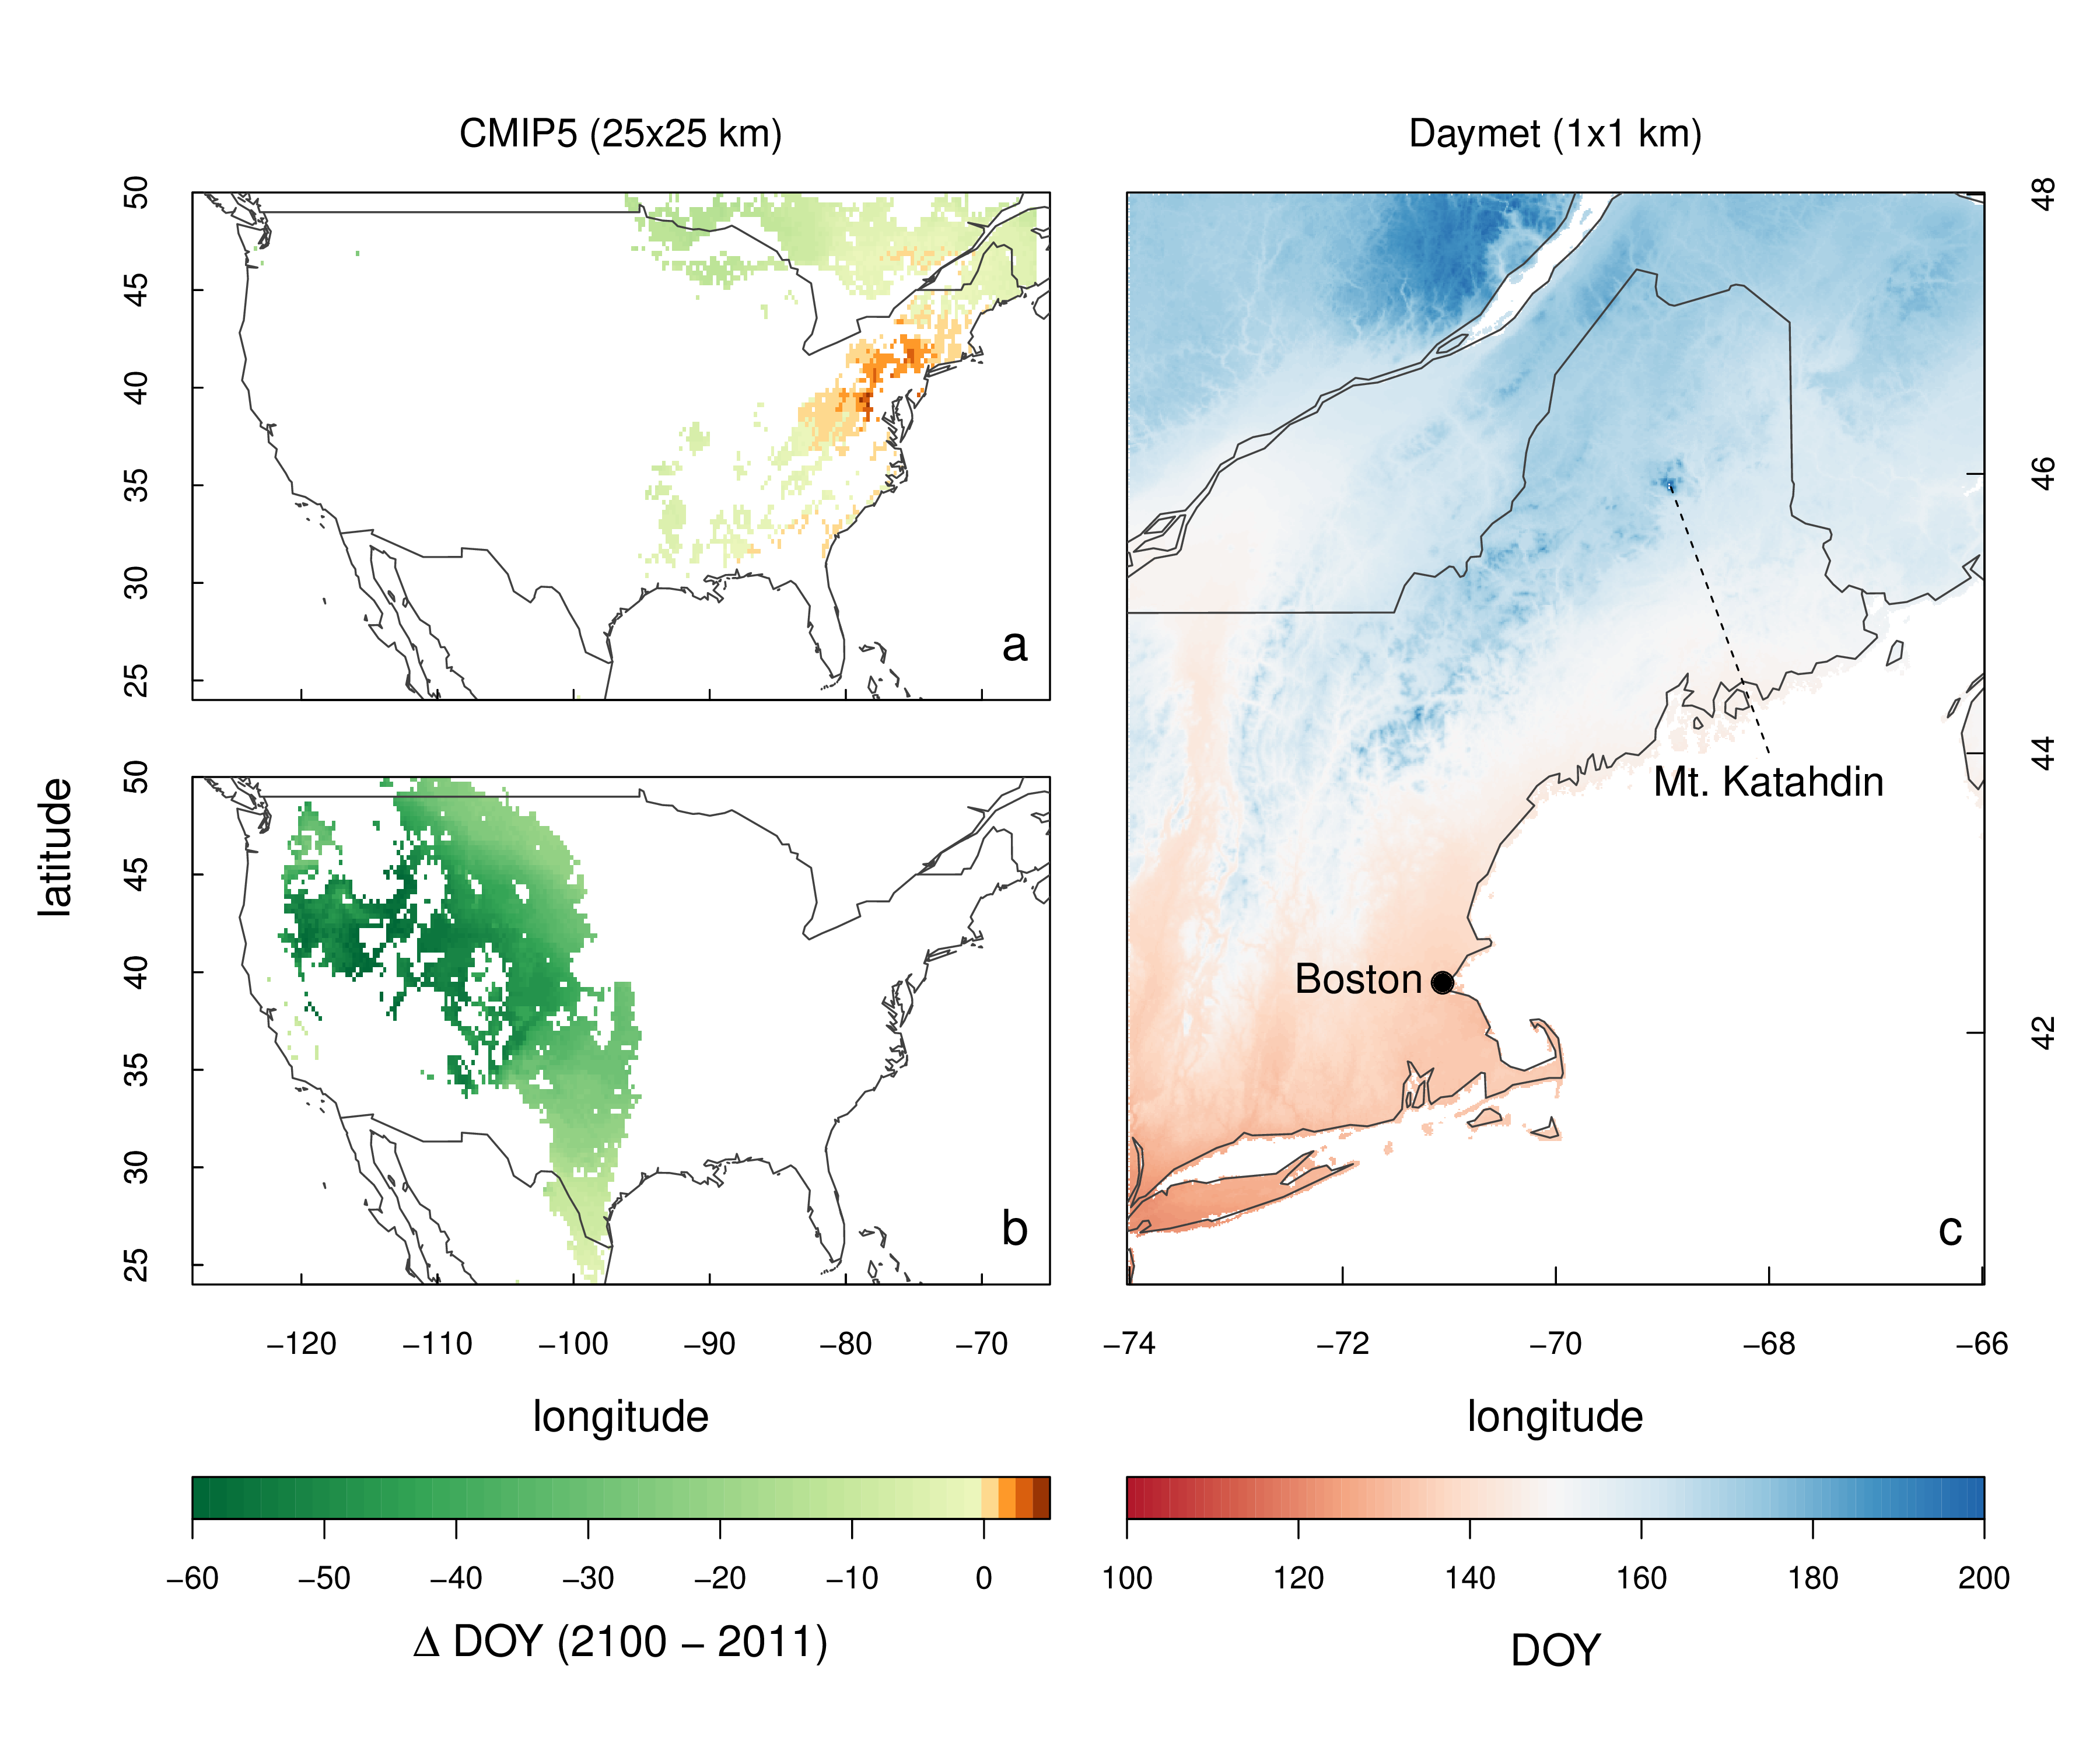 CMIP5 (25x25 km)
Daymet (1x1 km)
50
45
40
35
30
25
a
latitude
50
45
40
35
30
25
b
−120 −110 −100 −90 −80 −70
longitude
−60 −50 −40 −30 −20 −10 0
Δ DOY (2100 − 2011)
48
46
44
42
Mt. Katahdin
Boston
c
−74 −72 −70 −68 −66
longitude
100 120 140 160 180 200
DOY